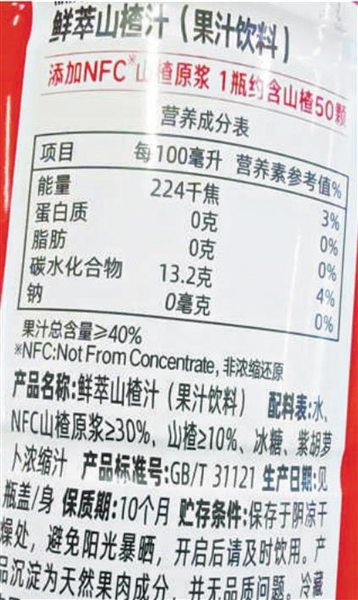 鲜萃山楂汁（果汁饮料）
添加NFC※山楂原浆 1瓶约含山楂50颗
营养成分表
项目 每100毫升 营养素参考值%
能量 224千焦 3%
蛋白质 0克 0%
脂肪 0克 0%
碳水化合物 13.2克 4%
钠 0毫克 0%
果汁总含量≥40%
※NFC:Not From Concentrate, 非浓缩还原
产品名称:鲜萃山楂汁（果汁饮料） 配料表:水、
NFC山楂原浆≥30%, 山楂≥10%, 冰糖、紫胡萝
卜浓缩汁 产品标准号:GB/T 31121 生产日期:见
瓶盖/身 保质期:10个月 贮存条件:保存于阴凉干
燥处, 避免阳光暴晒, 开启后请及时饮用。产
品沉淀为天然果肉成分, 并无品质问题。冷藏